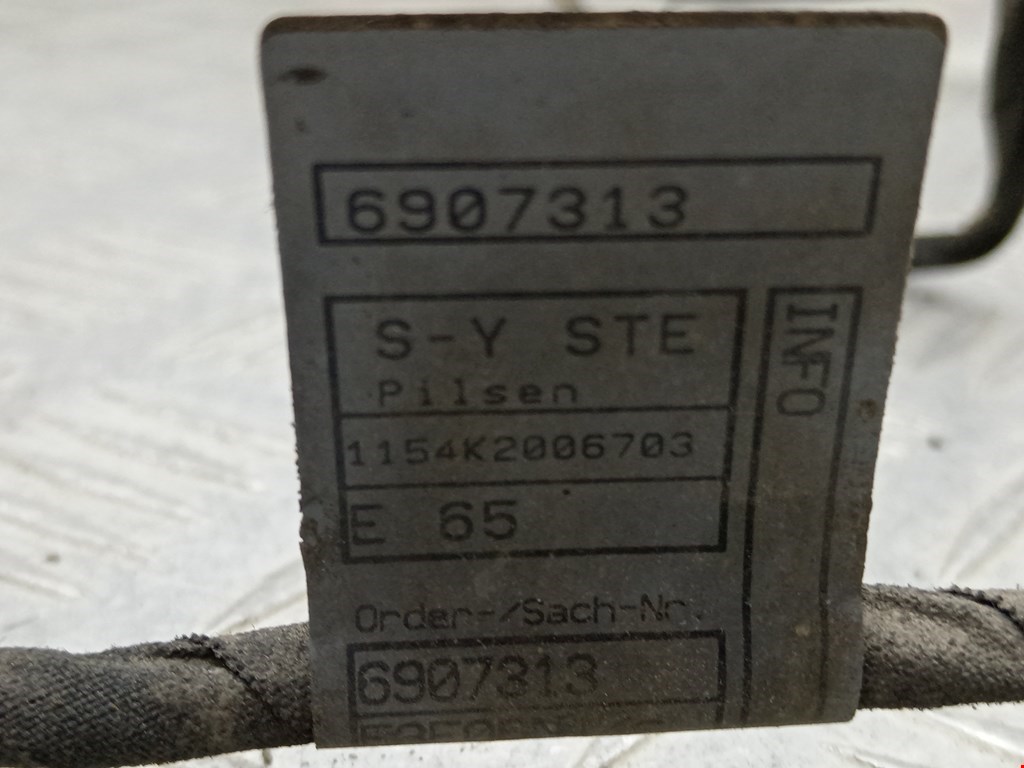 6907313
S-Y STE
Pilsen
INFO
1154K2006703
E 65
Order-/Sach-Nr.
6907313